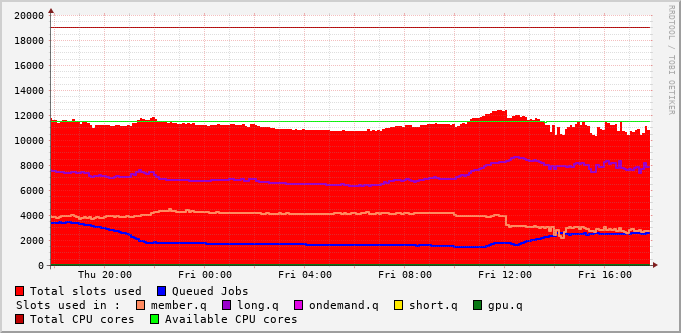 20000
18000
16000
14000
12000
10000
8000
6000
4000
2000
0
Thu 20:00 Fri 00:00 Fri 04:00 Fri 08:00 Fri 12:00 Fri 16:00
RRDTOOL / TOBI OETIKER
Total slots used Queued Jobs
Slots used in : member.q long.q ondemand.q short.q gpu.q
Total CPU cores Available CPU cores